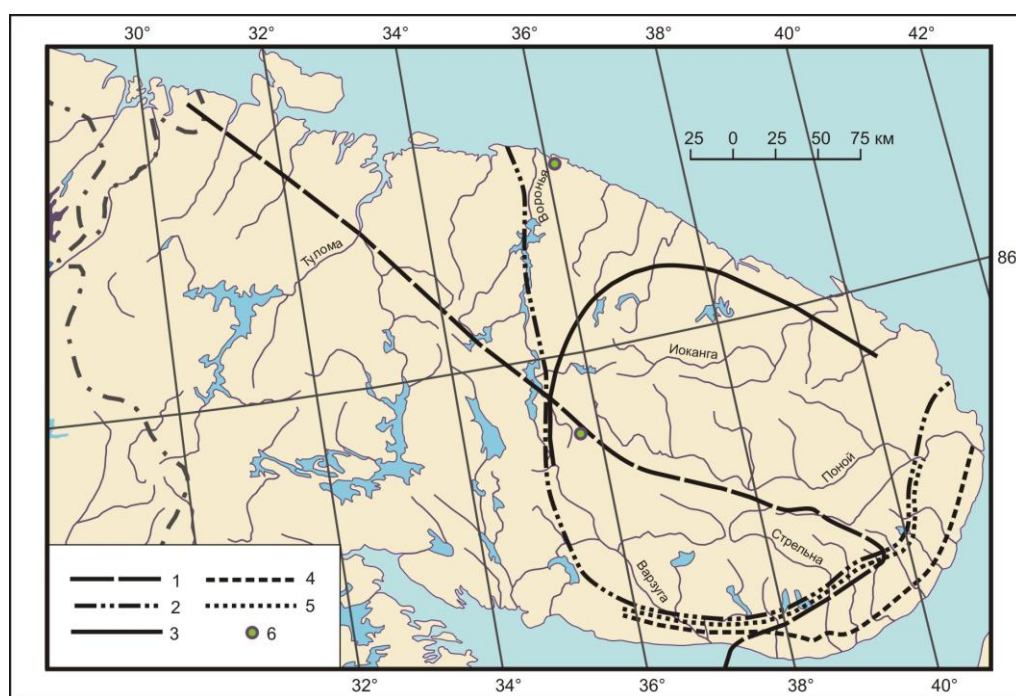 30° 32° 34° 36° 38° 40° 42°
25 0 25 50 75 км
Воронья
Тулома
86
Иоканга
Поной
Стрельна
Варзуга
1 4
2 5
3 6
32° 34° 36° 38° 40°